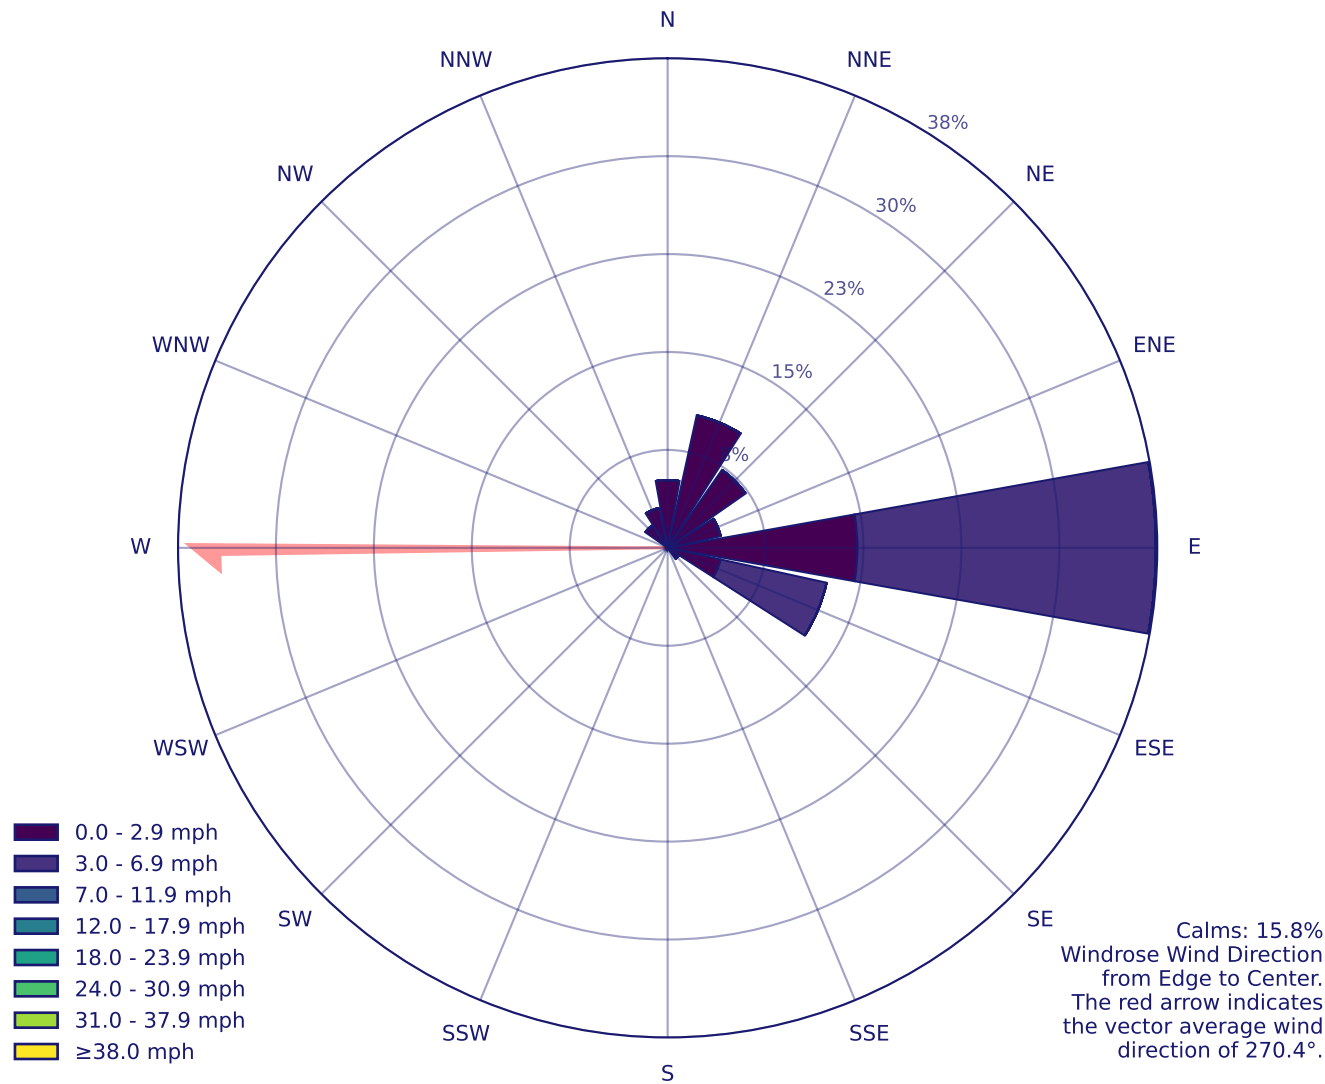 N
NNW
NNE
38%
NW
NE
30%
23%
WNW
ENE
15%
W
E
WSW
ESE
0.0 - 2.9 mph
3.0 - 6.9 mph
7.0 - 11.9 mph
12.0 - 17.9 mph
18.0 - 23.9 mph
24.0 - 30.9 mph
31.0 - 37.9 mph
≥38.0 mph
SW
SE
Calms: 15.8%
Windrose Wind Direction
from Edge to Center.
The red arrow indicates
the vector average wind
direction of 270.4°.
SSW
SSE
S